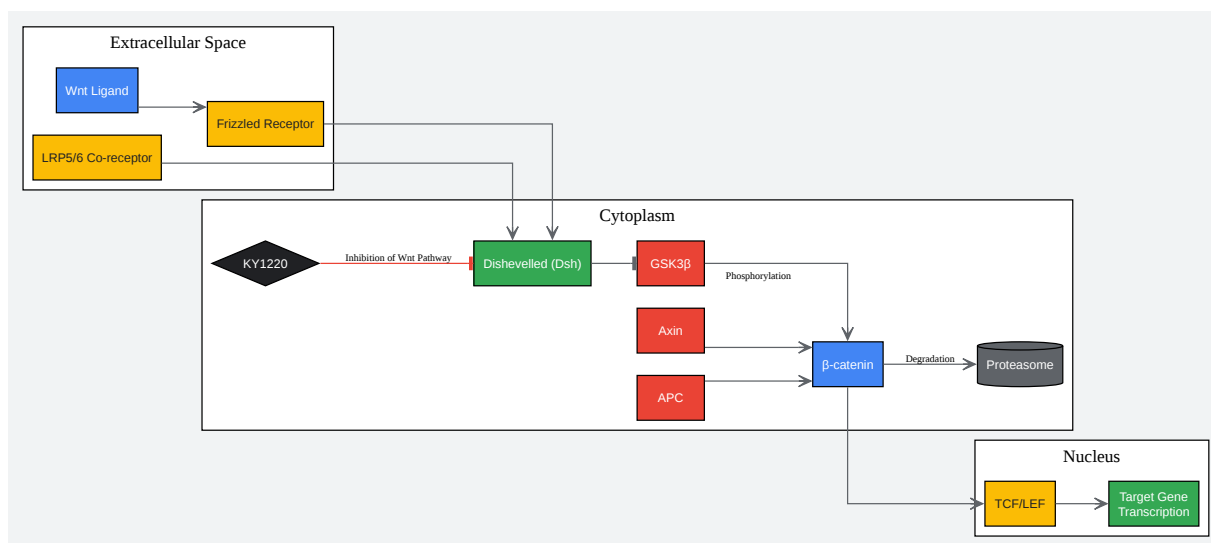 Extracellular Space
Wnt Ligand
Frizzled Receptor
LRP5/6 Co-receptor
Cytoplasm
KY1220
Inhibition of Wnt Pathway
Dishevelled (Dsh)
GSK3β
Phosphorylation
Axin
β-catenin
Degradation
Proteasome
APC
Nucleus
TCF/LEF
Target Gene
Transcription